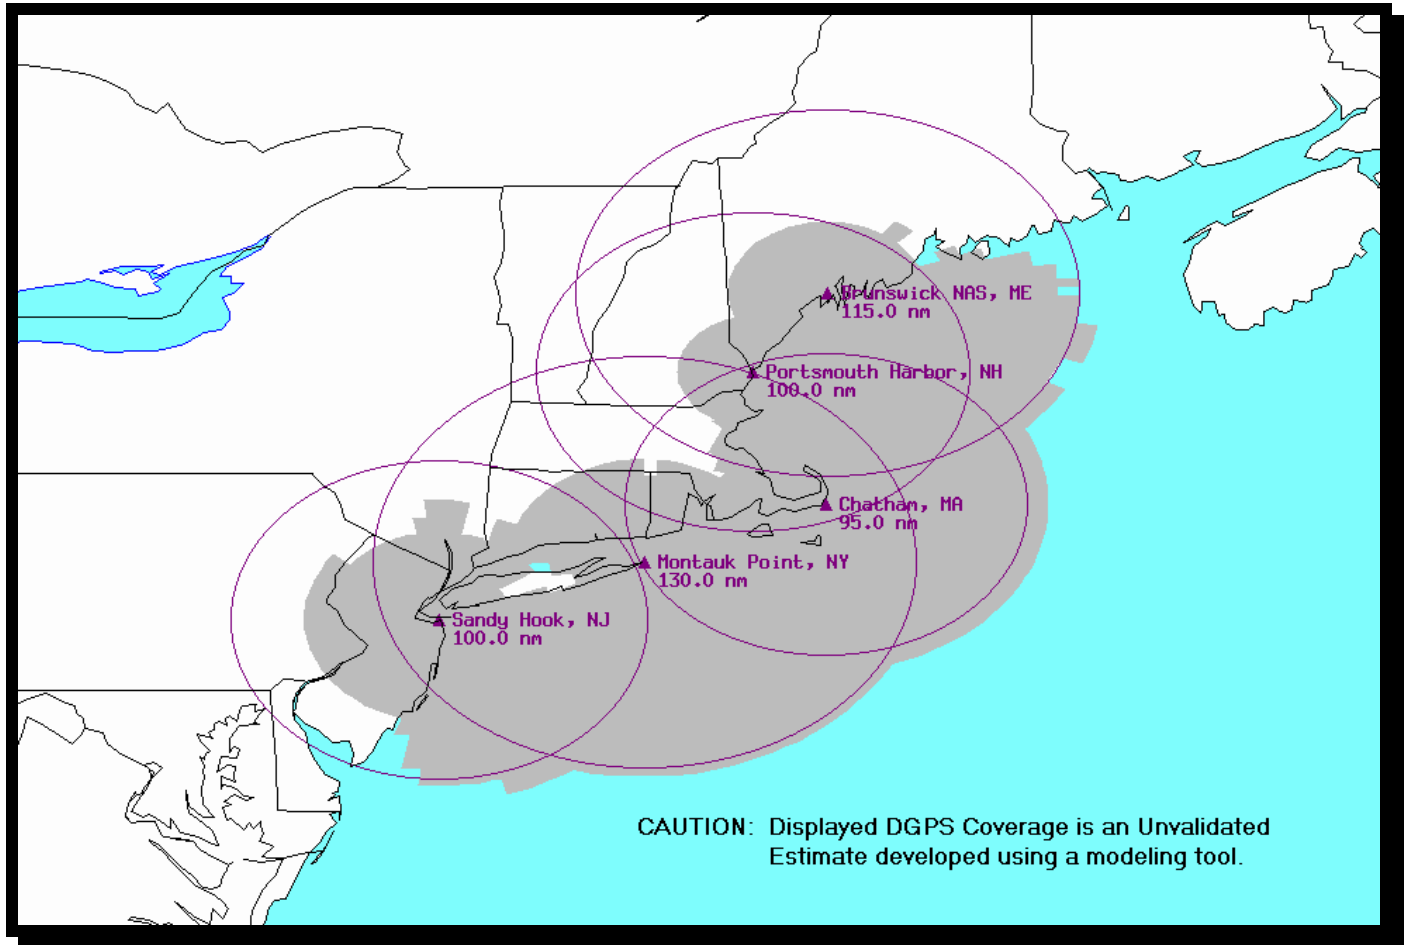 Brunswick NAS, ME
115.0 nm
Portsmouth Harbor, NH
100.0 nm
Chatham, MA
95.0 nm
Montauk Point, NY
130.0 nm
Sandy Hook, NJ
100.0 nm
CAUTION: Displayed DGPS Coverage is an Unvalidated
Estimate developed using a modeling tool.